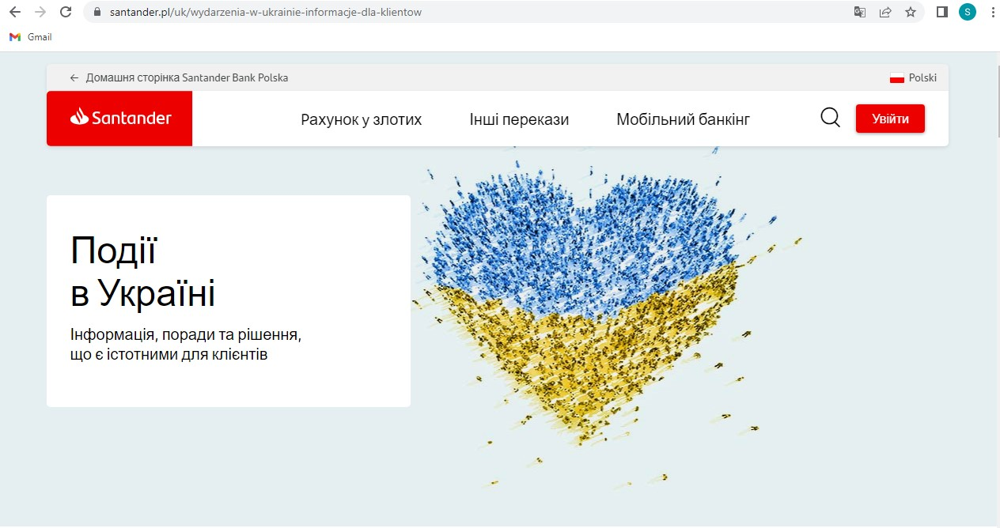 santander.pl/uk/wydarzenia-w-ukrainie-informacje-dla-klientow
S
Gmail
← Домашня сторінка Santander Bank Polska
Polski
Santander
Рахунок у злотих
Інші перекази
Мобільний банкінг
Увійти
Події
в Україні
Інформація, поради та рішення,
що є істотними для клієнтів